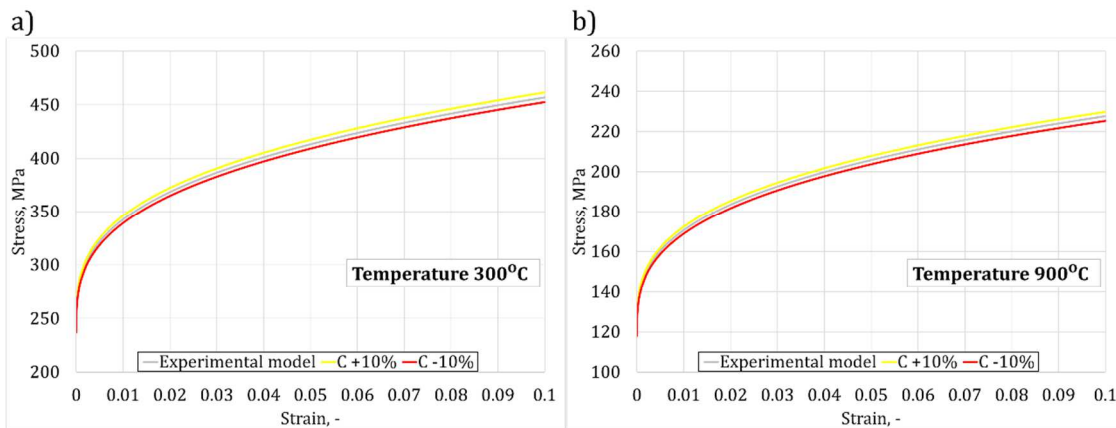 a)
500
450
400
350
300
250
200
Stress, MPa
Temperature 300⁰C
Experimental model C +10% C -10%
0 0.01 0.02 0.03 0.04 0.05 0.06 0.07 0.08 0.09 0.1
Strain, -
b)
260
240
220
200
180
160
140
120
100
Stress, MPa
Temperature 900⁰C
Experimental model C +10% C -10%
0 0.01 0.02 0.03 0.04 0.05 0.06 0.07 0.08 0.09 0.1
Strain, -